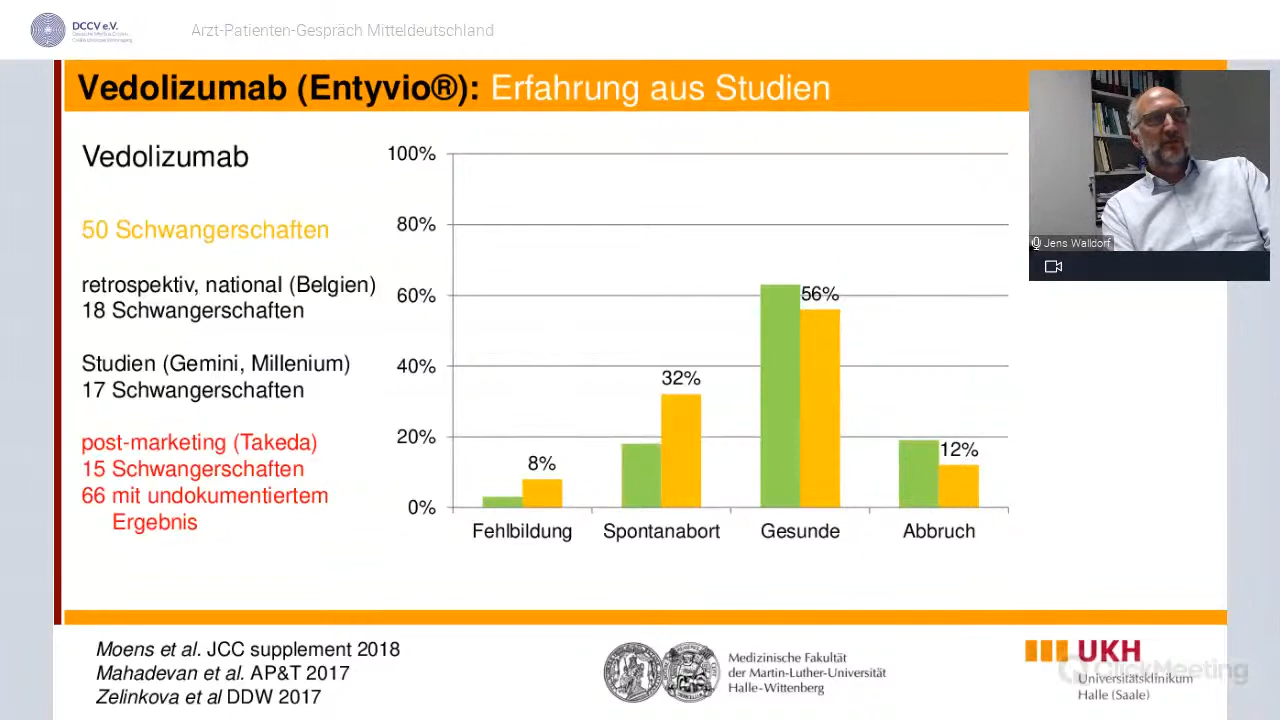 DCCV e.V.
Arzt-Patienten-Gespräch Mitteldeutschland
Vedolizumab (Entyvio®): Erfahrung aus Studien
Vedolizumab
50 Schwangerschaften
retrospektiv, national (Belgien)
18 Schwangerschaften
Studien (Gemini, Millenium)
17 Schwangerschaften
post-marketing (Takeda)
15 Schwangerschaften
66 mit undokumentiertem
Ergebnis
100%
80%
60%
40%
20%
0%
8%
32%
56%
12%
Fehlbildung Spontanabort Gesunde Abbruch
Jens Walldorf
Moens et al. JCC supplement 2018
Mahadevan et al. AP&T 2017
Zelinkova et al DDW 2017
Medizinische Fakultät
der Martin-Luther-Universität
Halle-Wittenberg
UKH
Universitätsklinikum
Halle (Saale)
ClickMeeting